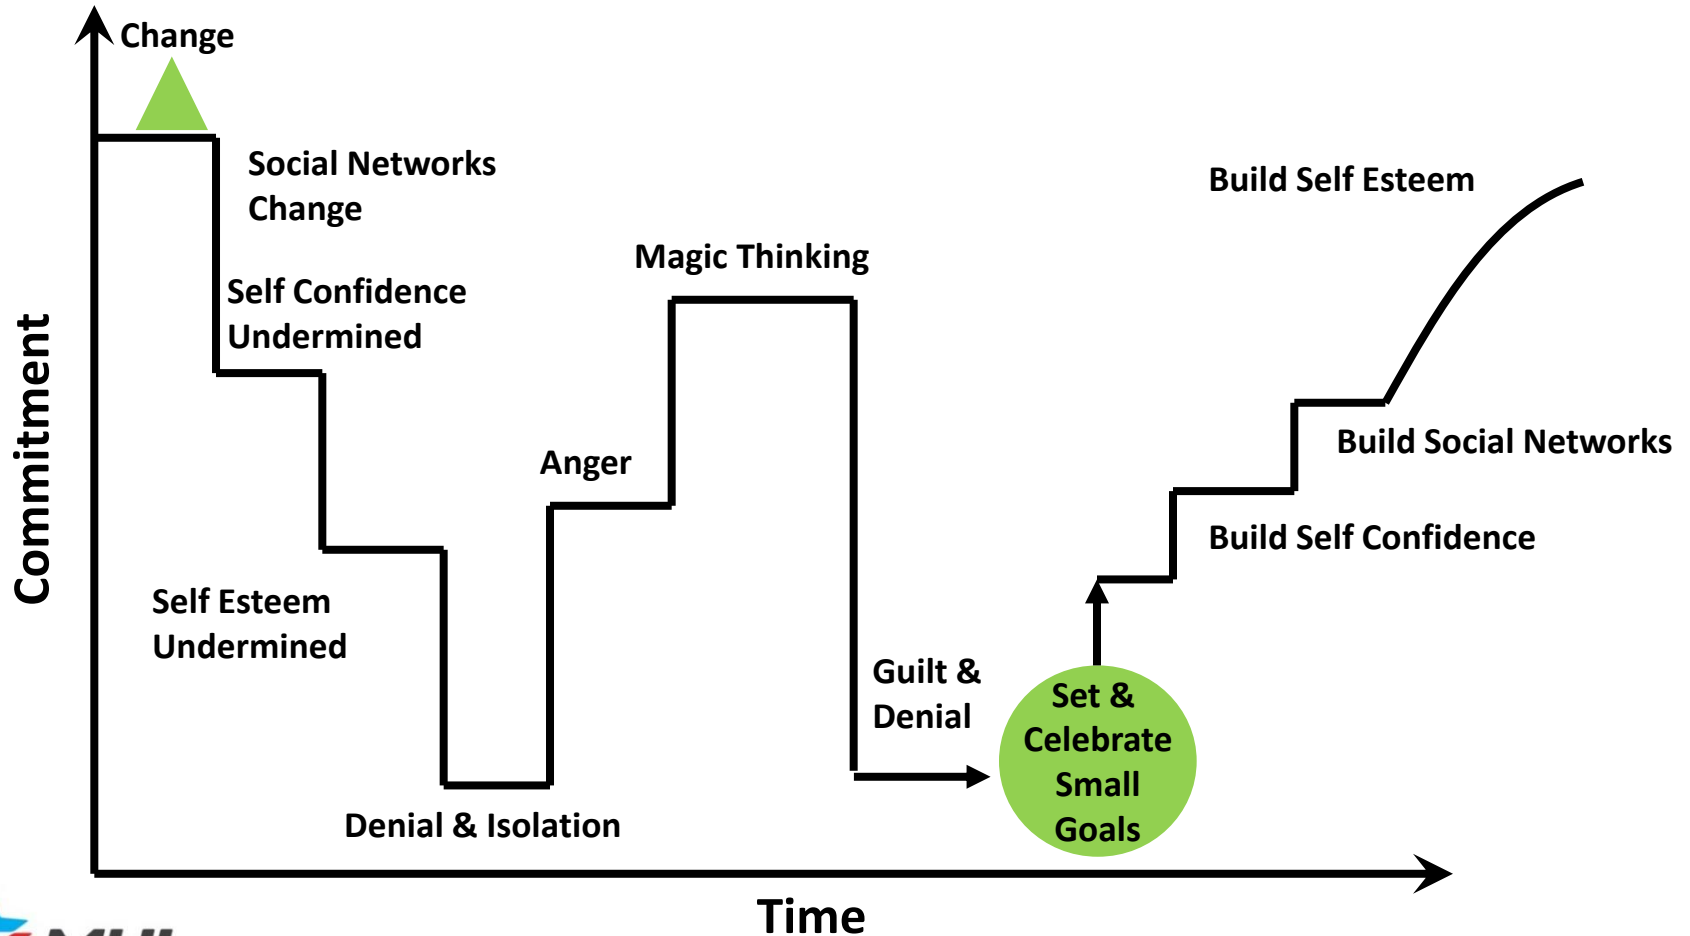 Change
Social Networks
Change
Self Confidence
Undermined
Self Esteem
Undermined
Denial & Isolation
Anger
Magic Thinking
Guilt &
Denial
Set &
Celebrate
Small
Goals
Build Self Confidence
Build Social Networks
Build Self Esteem
Commitment
Time